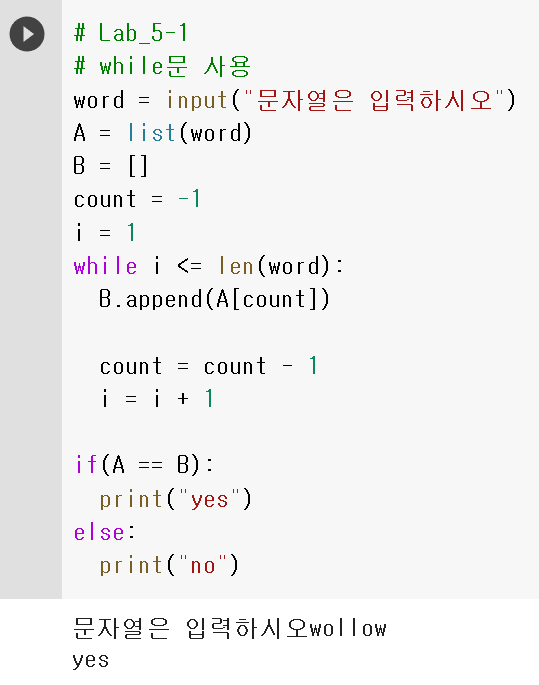 # Lab_5-1
# while문 사용
word = input("문자열은 입력하시오")
A = list(word)
B = []
count = -1
i = 1
while i <= len(word):
  B.append(A[count])
  count = count - 1
  i = i + 1
if(A == B):
  print("yes")
else:
  print("no")
문자열은 입력하시오wollow
yes